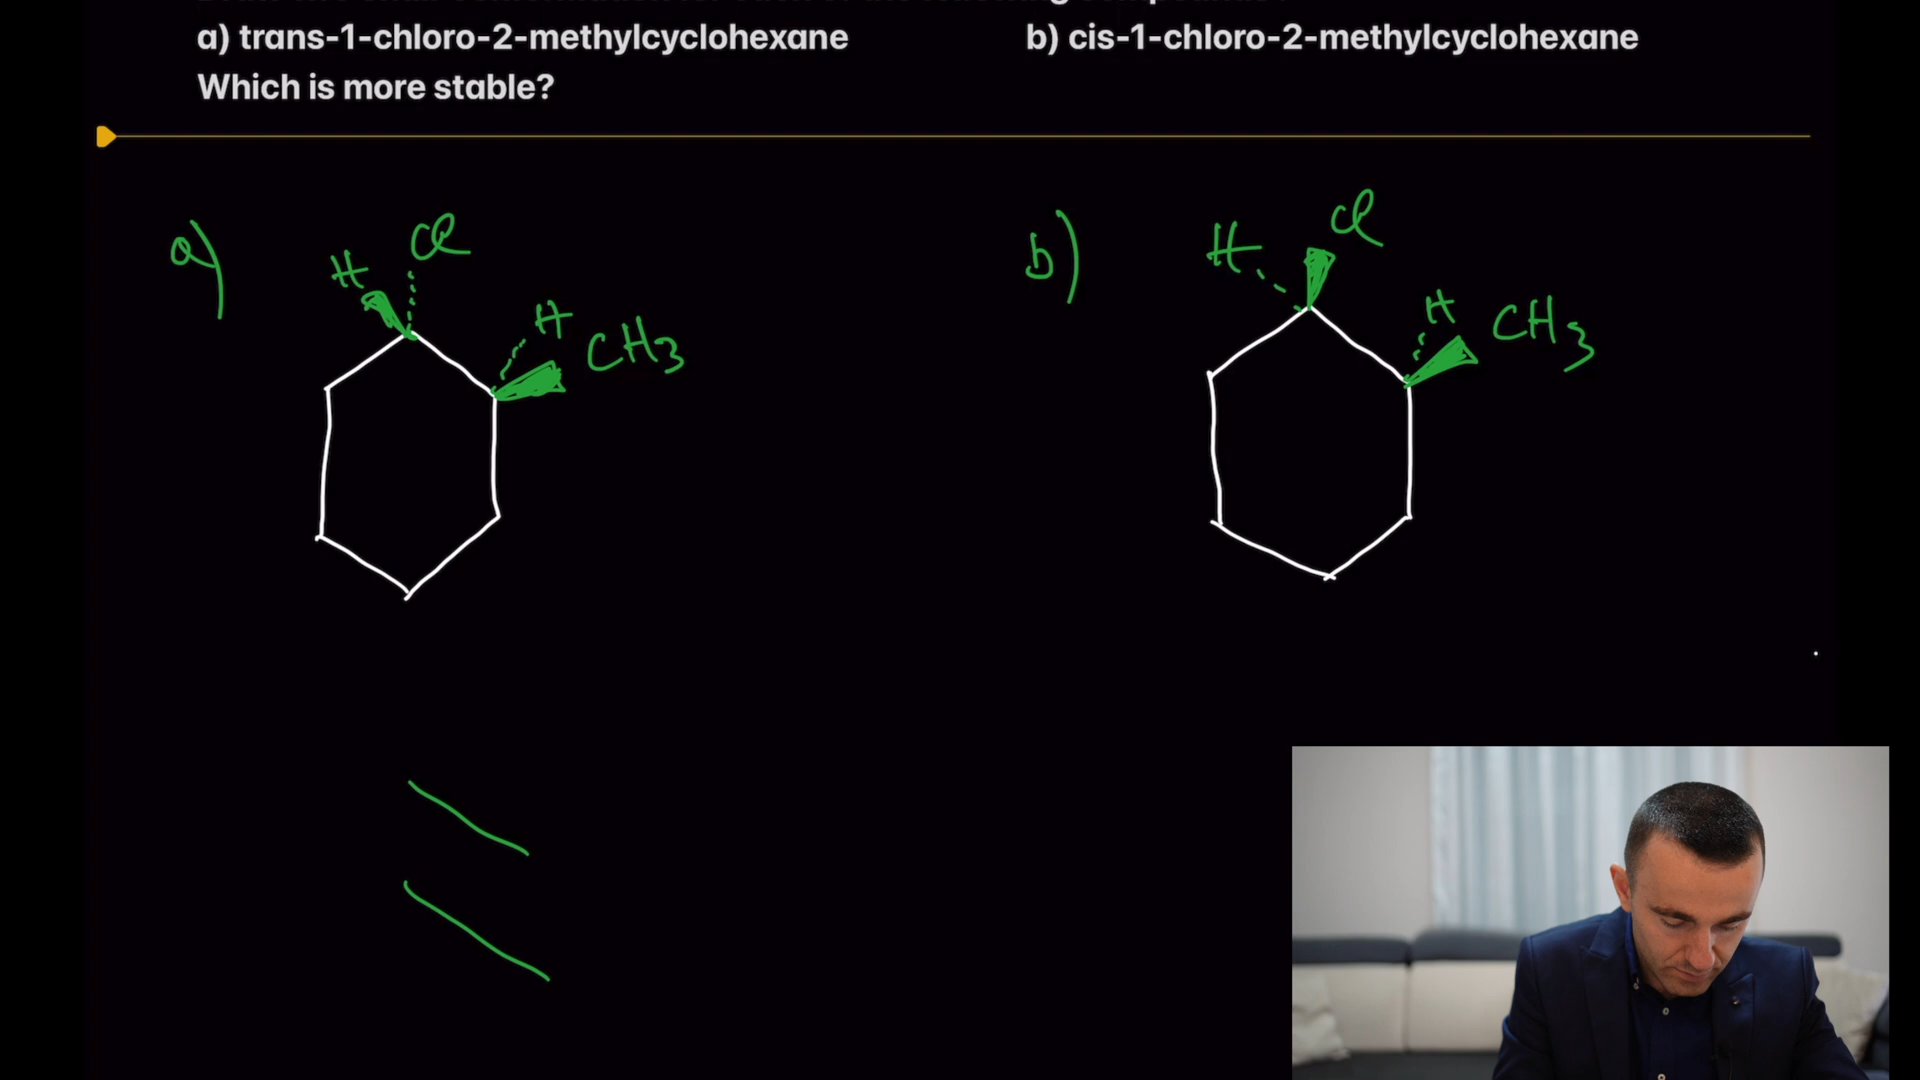 a) trans-1-chloro-2-methylcyclohexane
b) cis-1-chloro-2-methylcyclohexane
Which is more stable?
a)
H
Cl
H
CH3
b)
H
Cl
H
CH3